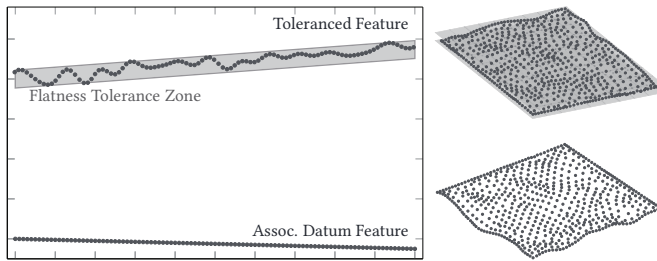 Toleranced Feature
Flatness Tolerance Zone
Assoc. Datum Feature